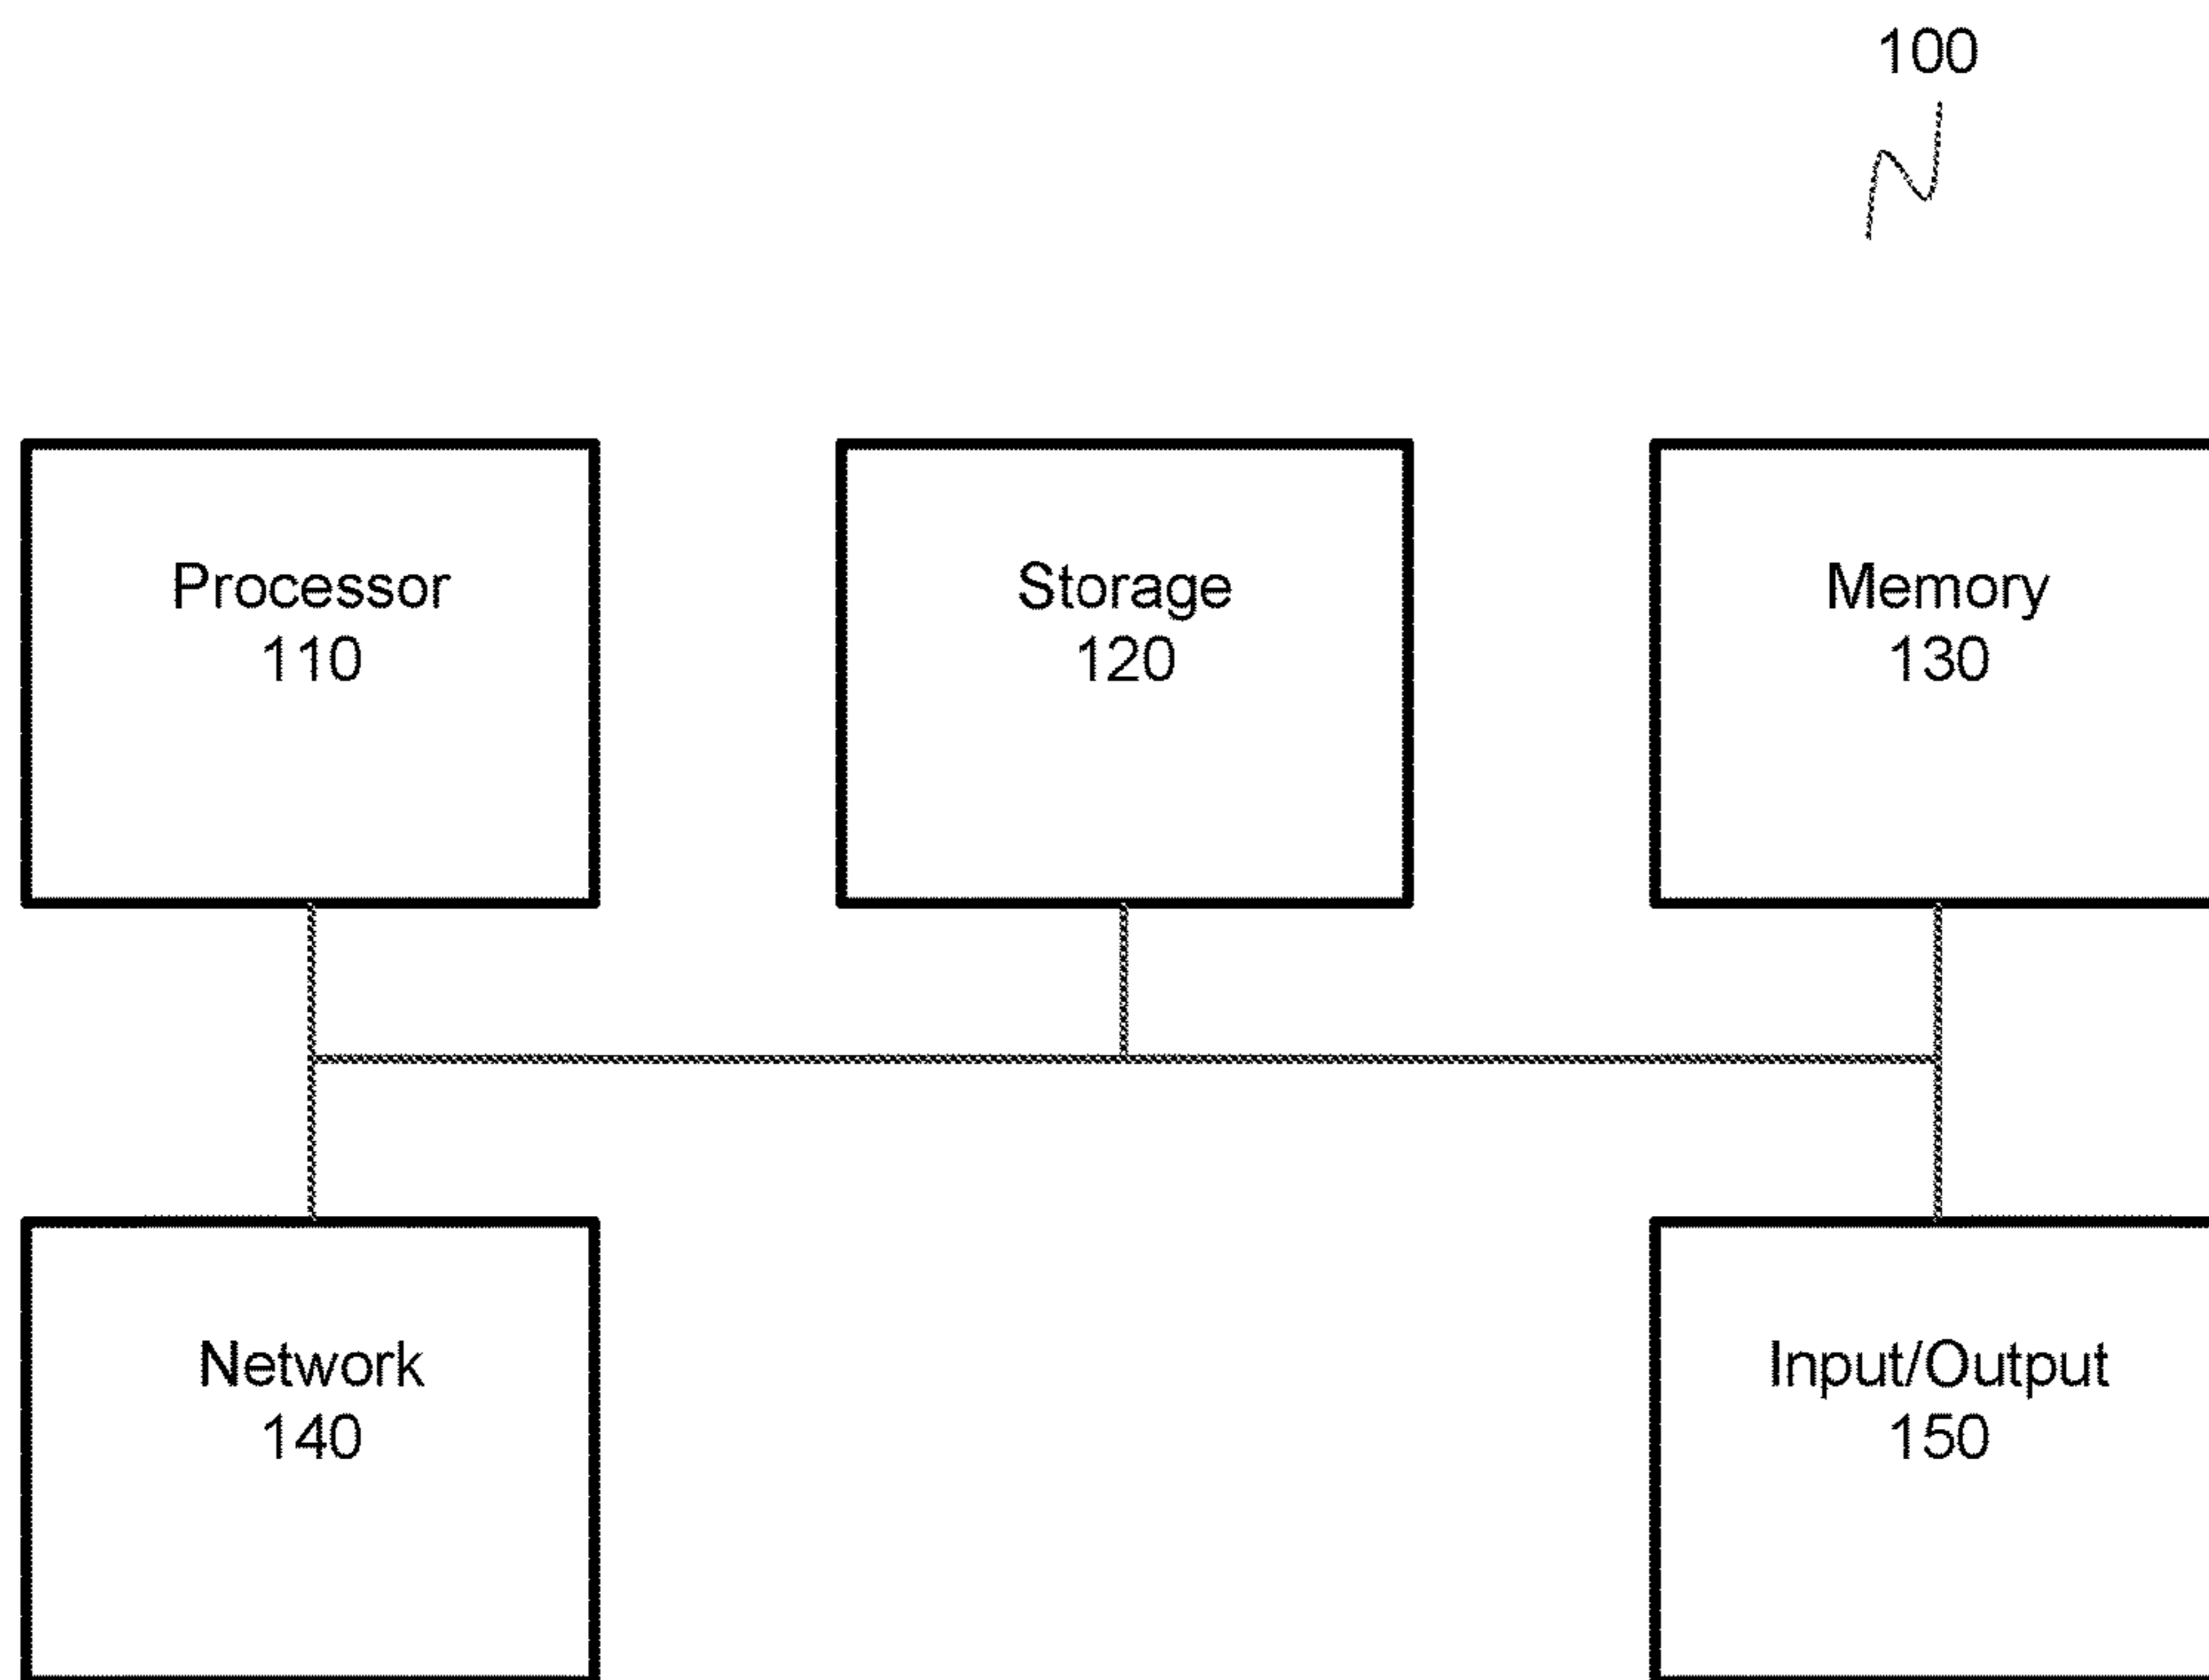 100
Processor
110
Storage
120
Memory
130
Network
140
Input/Output
150